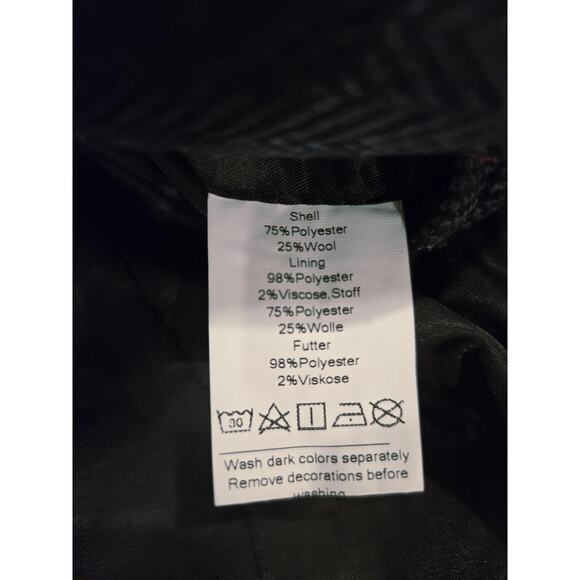 Shell
75%Polyester
25%Wool
Lining
98%Polyester
2%Viscose,Stoff
75%Polyester
25%Wolle
Futter
98%Polyester
2%Viskose
30
Wash dark colors separately
Remove decorations before
washing